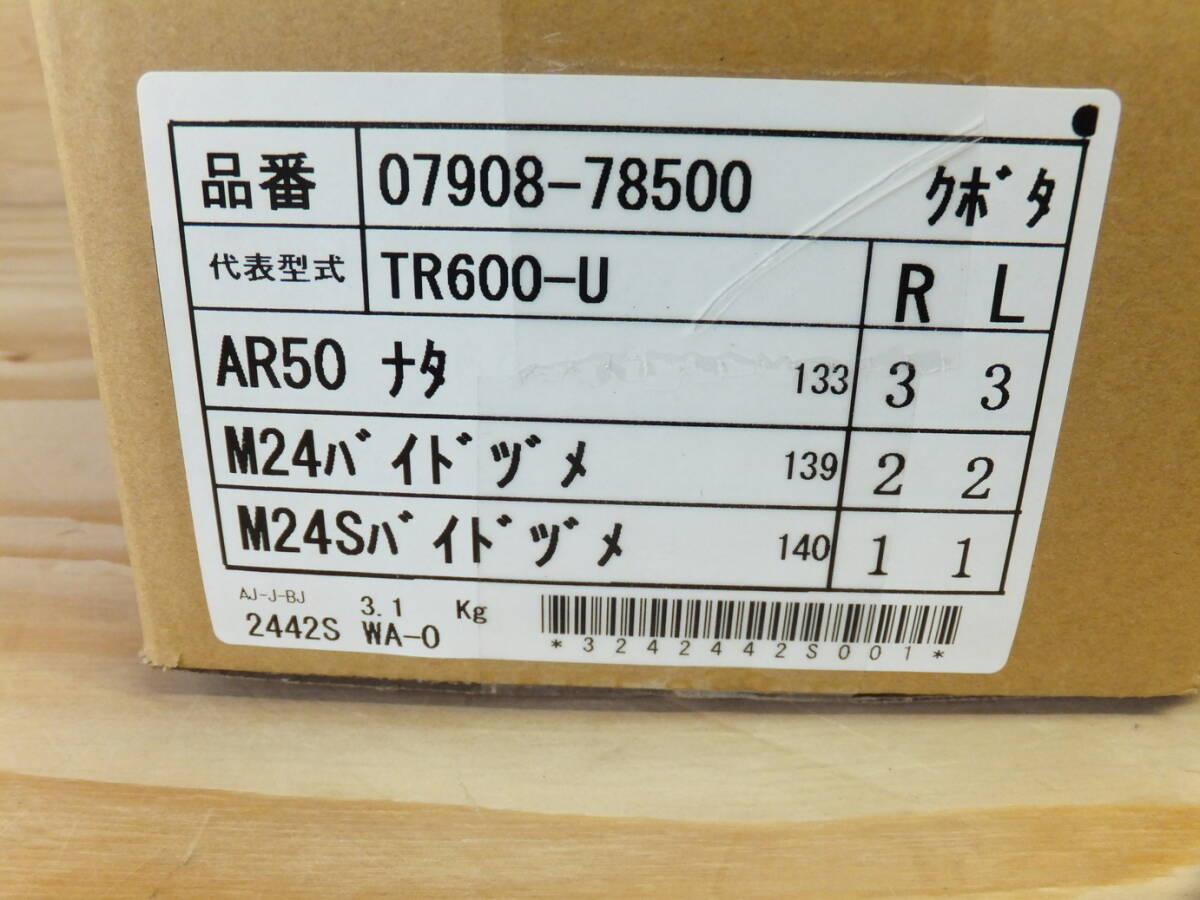 品番 07908-78500 ｸﾎﾞﾀ
代表型式 TR600-U R L
AR50 ﾅﾀ 133 3 3
M24ﾊﾞｲﾄﾞﾂﾞﾒ 139 2 2
M24Sﾊﾞｲﾄﾞﾂﾞﾒ 140 1 1
AJ-J-BJ 3.1 Kg
2442S WA-O
*3242442S001*